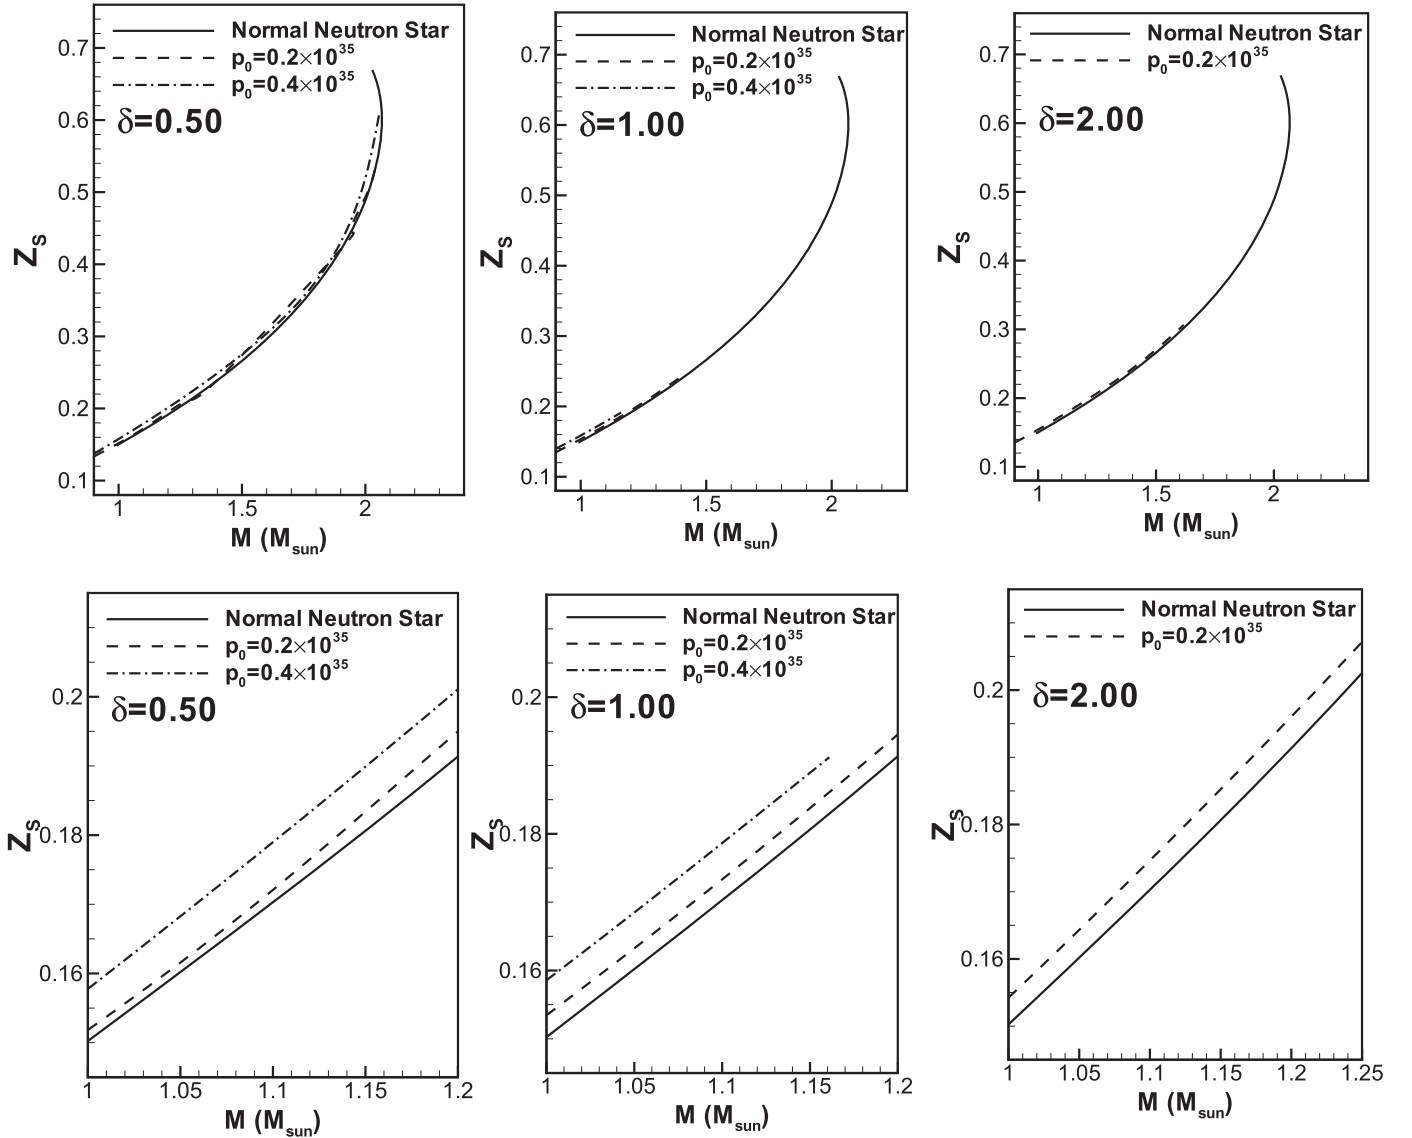 Normal Neutron Star
p0=0.2×10^35
p0=0.4×10^35
δ=0.50
0.7
0.6
0.5
0.4
0.3
0.2
0.1
ZS
1
1.5
2
M (Msun)
Normal Neutron Star
p0=0.2×10^35
p0=0.4×10^35
δ=1.00
0.7
0.6
0.5
0.4
0.3
0.2
0.1
ZS
1
1.5
2
M (Msun)
Normal Neutron Star
p0=0.2×10^35
δ=2.00
0.7
0.6
0.5
0.4
0.3
0.2
0.1
ZS
1
1.5
2
M (Msun)
Normal Neutron Star
p0=0.2×10^35
p0=0.4×10^35
δ=0.50
0.2
0.18
0.16
ZS
1
1.05
1.1
1.15
1.2
M (Msun)
Normal Neutron Star
p0=0.2×10^35
p0=0.4×10^35
δ=1.00
0.2
0.18
0.16
ZS
1
1.05
1.1
1.15
1.2
M (Msun)
Normal Neutron Star
p0=0.2×10^35
δ=2.00
0.2
0.18
0.16
ZS
1
1.05
1.1
1.15
1.2
1.25
M (Msun)